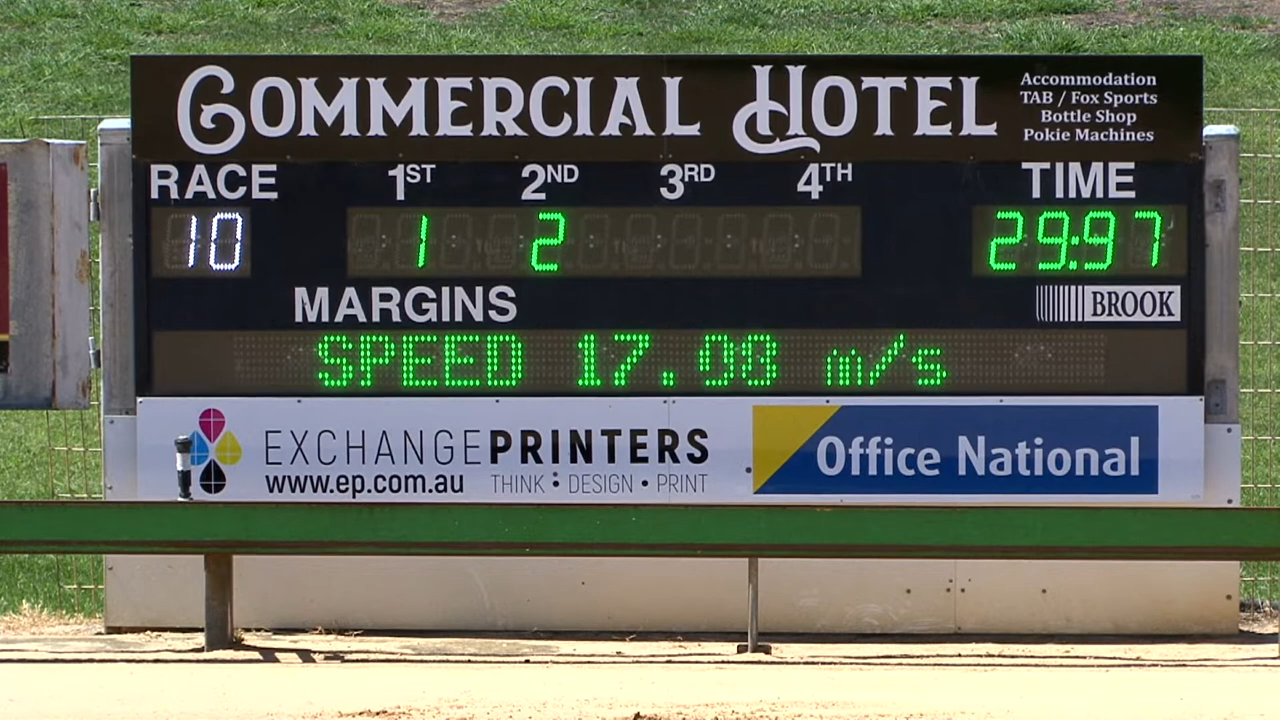 COMMERCIAL HOTEL
Accommodation
TAB / Fox Sports
Bottle Shop
Pokie Machines
RACE 1ST 2ND 3RD 4TH TIME
10 1 2 29:97
MARGINS BROOK
SPEED 17.08 m/s
EXCHANGEPRINTERS
www.ep.com.au THINK : DESIGN • PRINT
Office National